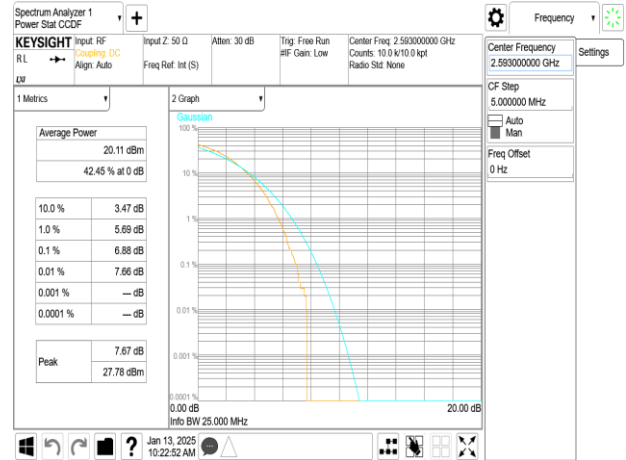 Spectrum Analyzer 1
Power Stat CCDF
Frequency
KEYSIGHT
Input: RF
Coupling: DC
Align: Auto
Input Z: 50 Ω
Freq Ref: Int (S)
Atten: 30 dB
Trig: Free Run
#IF Gain: Low
Center Freq: 2.593000000 GHz
Counts: 10.0 k/10.0 kpt
Radio Std: None
RL
LXI
Center Frequency
2.593000000 GHz
Settings
CF Step
5.000000 MHz
Auto
Man
Freq Offset
0 Hz
1 Metrics
2 Graph
Average Power
20.11 dBm
42.45 % at 0 dB
10.0 % 3.47 dB
1.0 % 5.69 dB
0.1 % 6.88 dB
0.01 % 7.66 dB
0.001 % --- dB
0.0001 % --- dB
Peak
7.67 dB
27.78 dBm
Gaussian
100 %
10 %
1 %
0.1 %
0.01 %
0.001 %
0.0001 %
0.00 dB
20.00 dB
Info BW 25.000 MHz
?
Jan 13, 2025
10:22:52 AM